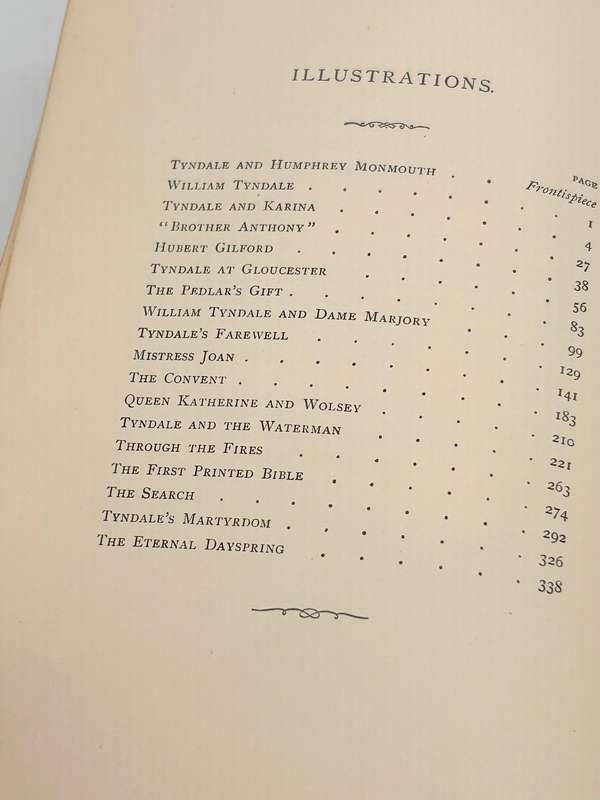 ILLUSTRATIONS.
PAGE
TYNDALE AND HUMPHREY MONMOUTH . . Frontispiece
WILLIAM TYNDALE . . . . . . . 1
TYNDALE AND KARINA . . . . . . . 4
"BROTHER ANTHONY" . . . . . . . 27
HUBERT GILFORD . . . . . . . 38
TYNDALE AT GLOUCESTER . . . . . . 56
THE PEDLAR'S GIFT . . . . . . . . 83
WILLIAM TYNDALE AND DAME MARJORY . . . 99
TYNDALE'S FAREWELL . . . . . . . 129
MISTRESS JOAN . . . . . . . . . 141
THE CONVENT . . . . . . . . . 183
QUEEN KATHERINE AND WOLSEY . . . . . 210
TYNDALE AND THE WATERMAN . . . . . 221
THROUGH THE FIRES . . . . . . . 263
THE FIRST PRINTED BIBLE . . . . . . 274
THE SEARCH . . . . . . . . . 292
TYNDALE'S MARTYRDOM . . . . . . . 326
THE ETERNAL DAYSPRING . . . . . . 338